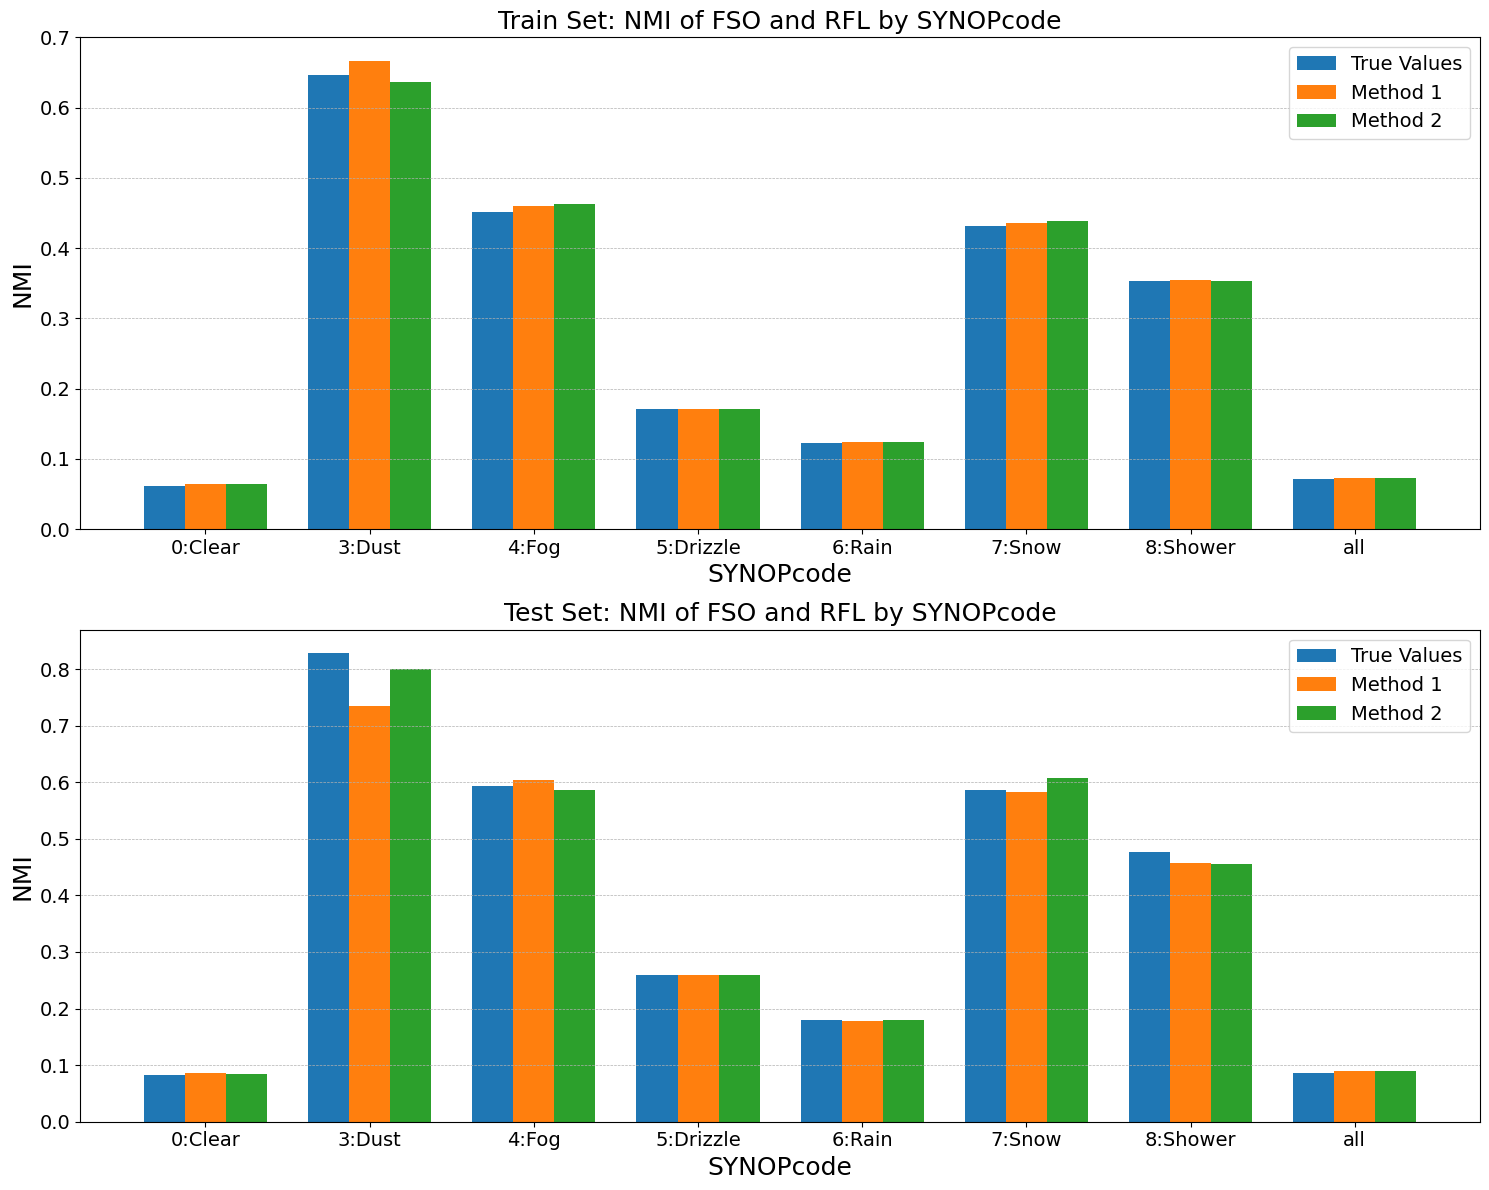 Train Set: NMI of FSO and RFL by SYNOPcode
0.7
0.6
0.5
0.4
0.3
0.2
0.1
0.0
NMI
True Values
Method 1
Method 2
0:Clear 3:Dust 4:Fog 5:Drizzle 6:Rain 7:Snow 8:Shower all
SYNOPcode
Test Set: NMI of FSO and RFL by SYNOPcode
0.8
0.7
0.6
0.5
0.4
0.3
0.2
0.1
0.0
NMI
True Values
Method 1
Method 2
0:Clear 3:Dust 4:Fog 5:Drizzle 6:Rain 7:Snow 8:Shower all
SYNOPcode